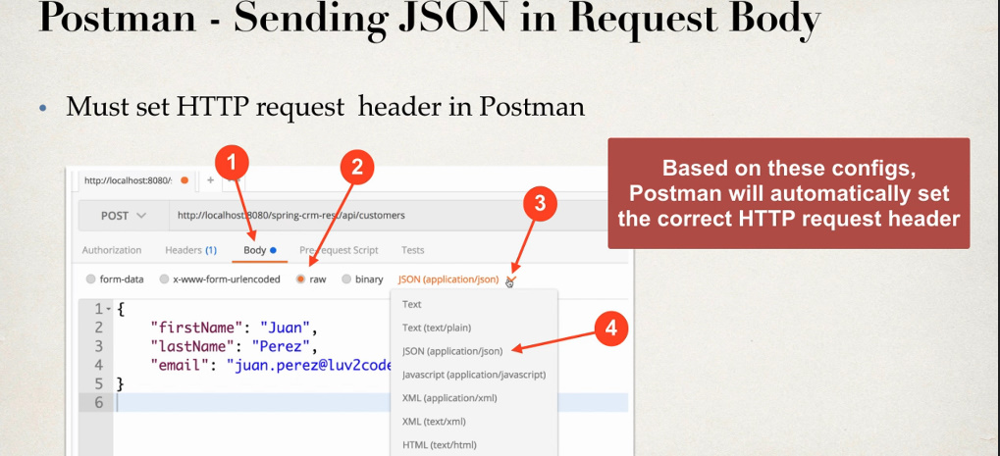 Postman - Sending JSON in Request Body
• Must set HTTP request header in Postman
Based on these configs,
Postman will automatically set
the correct HTTP request header
1
2
3
4
http://localhost:8080/:
+
POST
http://localhost:8080/spring-crm-rest/api/customers
Authorization Headers (1) Body Pre-request Script Tests
form-data x-www-form-urlencoded raw binary JSON (application/json)
1 {
2 "firstName": "Juan",
3 "lastName": "Perez",
4 "email": "juan.perez@luv2code
5 }
6
Text
Text (text/plain)
JSON (application/json)
Javascript (application/javascript)
XML (application/xml)
XML (text/xml)
HTML (text/html)